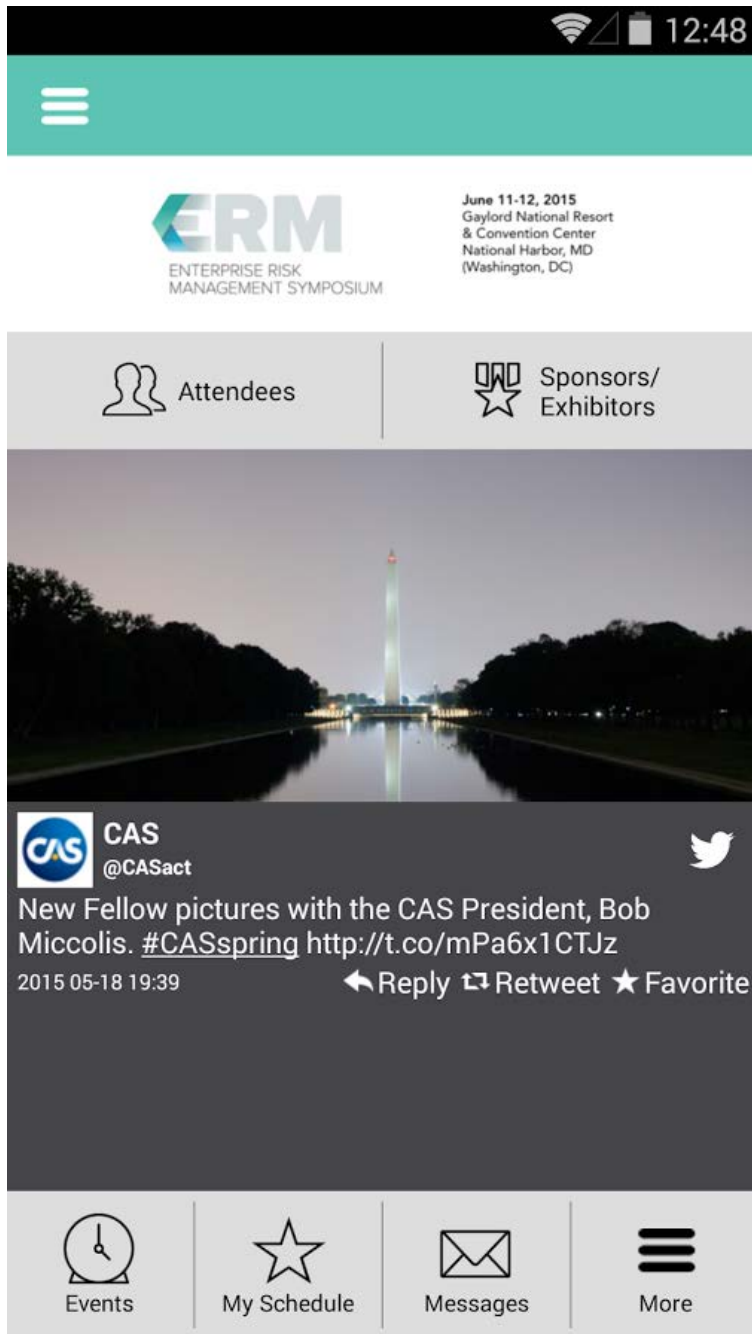 12:48
ERM
ENTERPRISE RISK
MANAGEMENT SYMPOSIUM
June 11-12, 2015
Gaylord National Resort
& Convention Center
National Harbor, MD
(Washington, DC)
Attendees
Sponsors/
Exhibitors
CAS
CAS
@CASact
New Fellow pictures with the CAS President, Bob
Miccolis. #CASspring http://t.co/mPa6x1CTJz
2015 05-18 19:39 Reply Retweet Favorite
Events
My Schedule
Messages
More